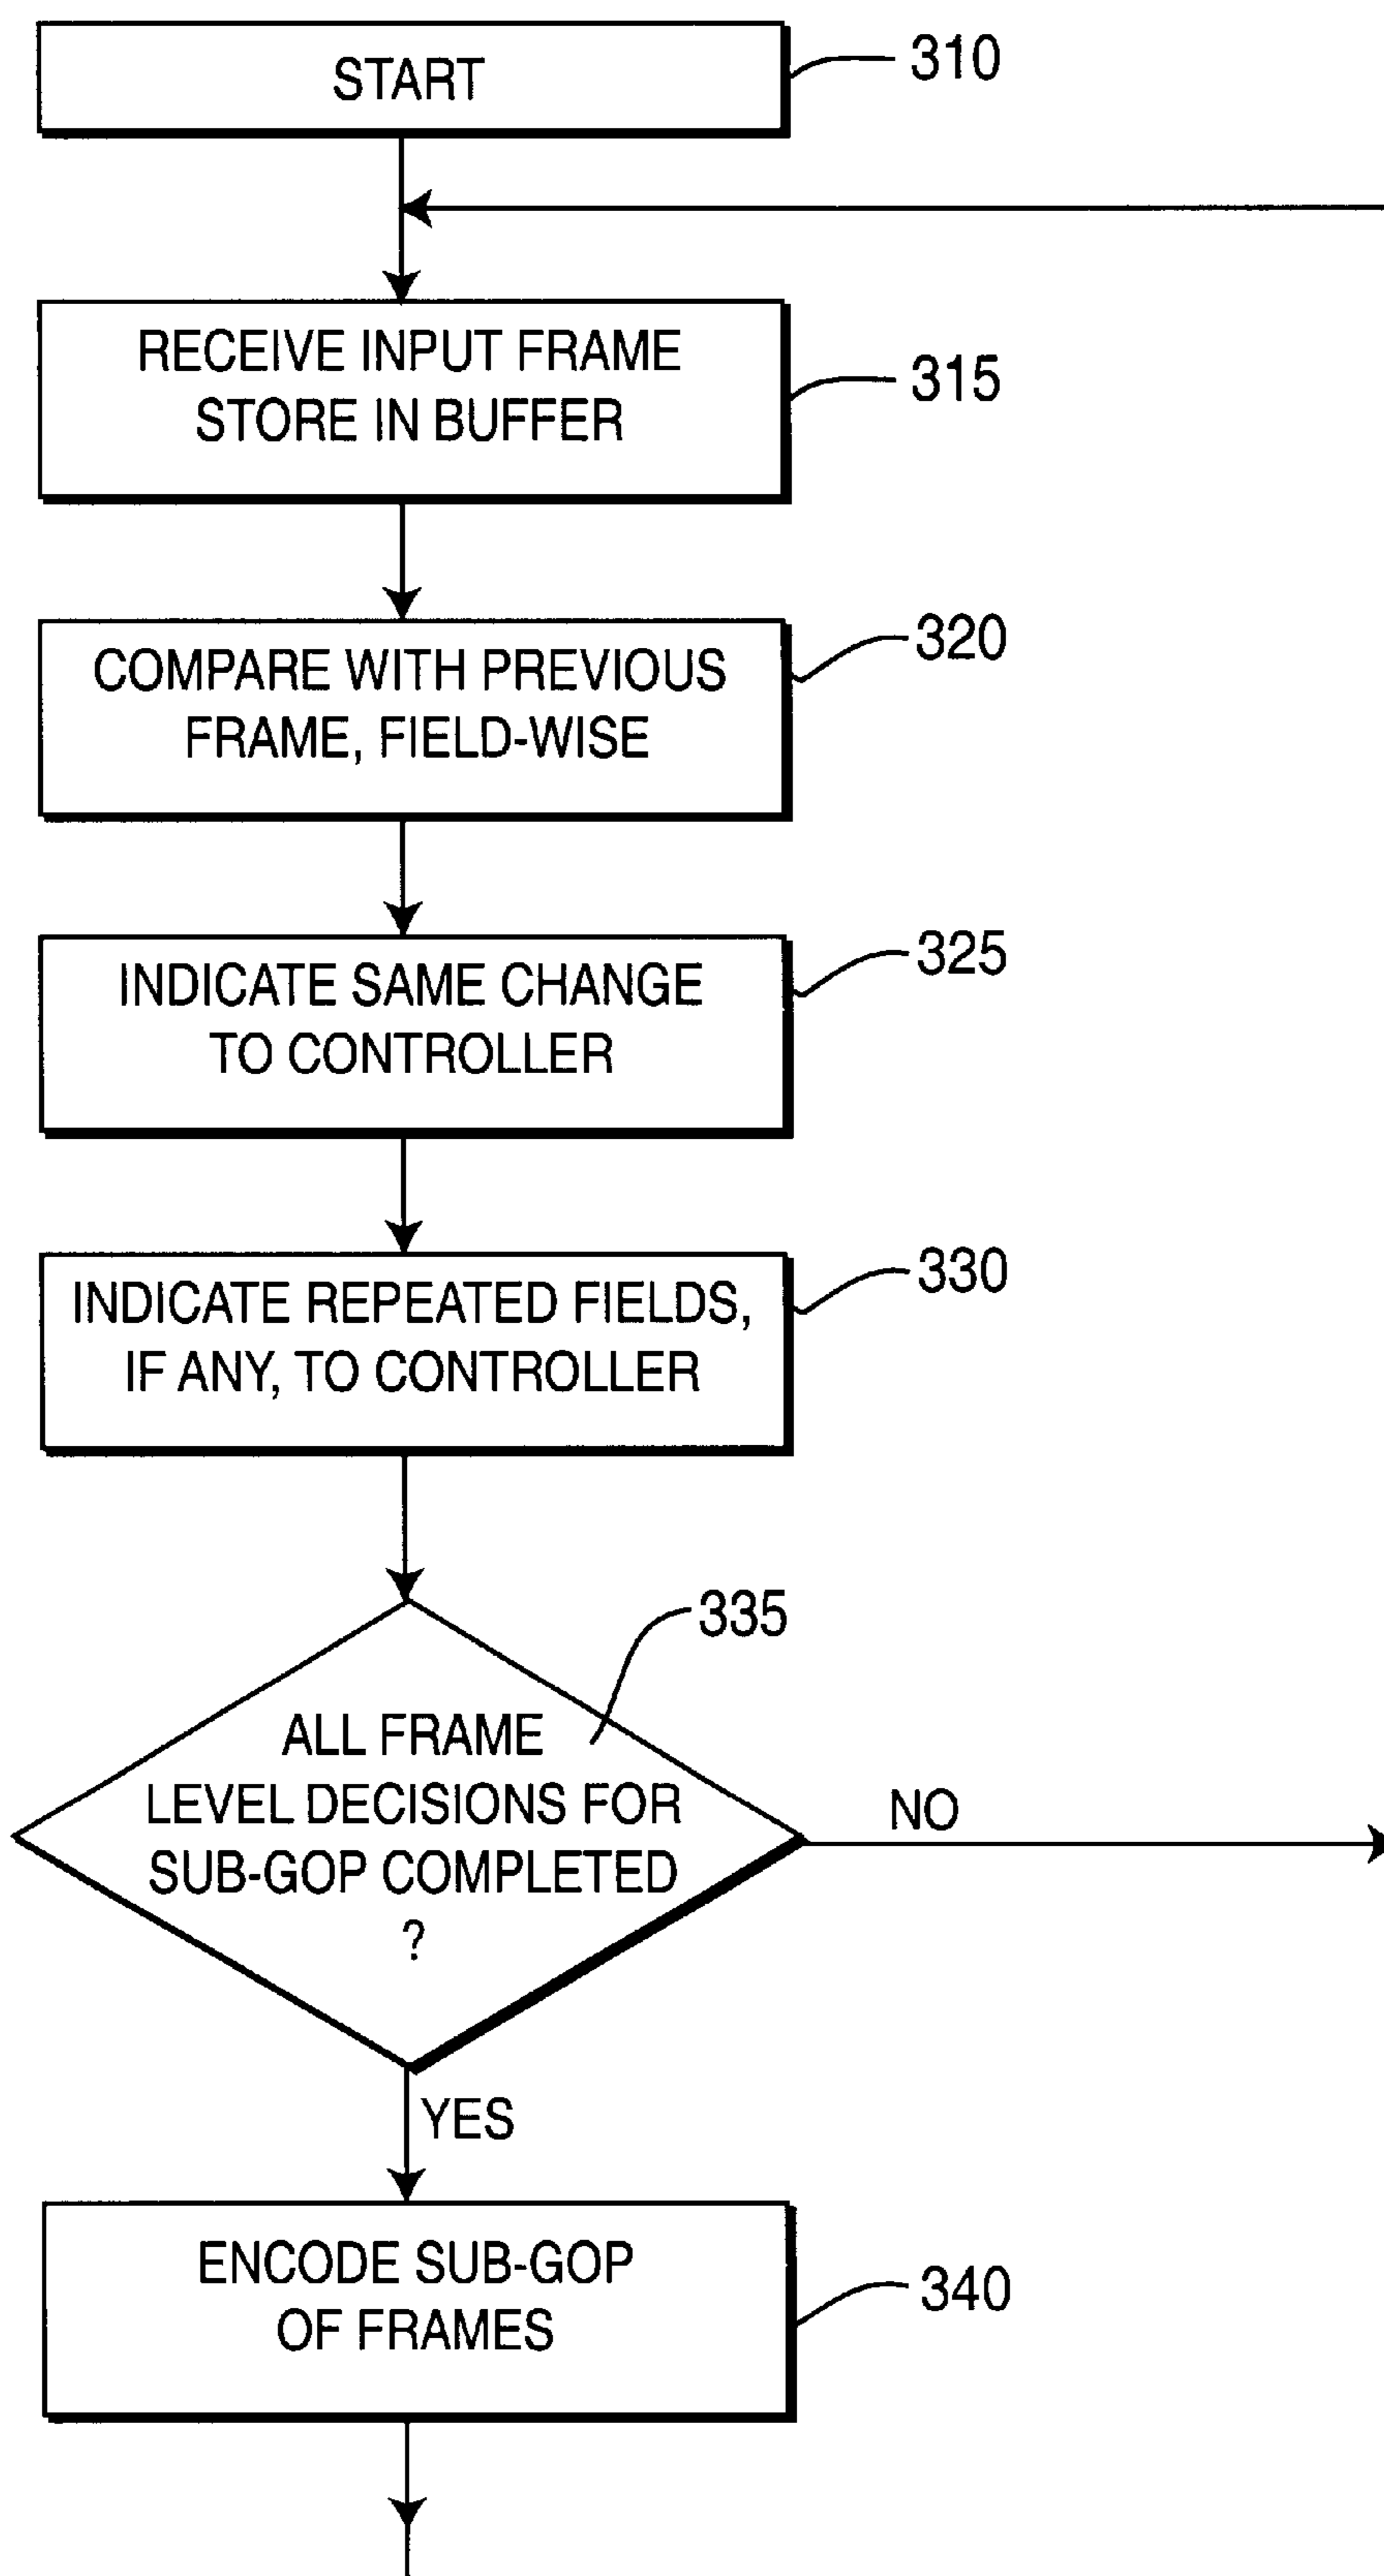 START
310
RECEIVE INPUT FRAME
STORE IN BUFFER
315
COMPARE WITH PREVIOUS
FRAME, FIELD-WISE
320
INDICATE SAME CHANGE
TO CONTROLLER
325
INDICATE REPEATED FIELDS,
IF ANY, TO CONTROLLER
330
335
ALL FRAME
LEVEL DECISIONS FOR
SUB-GOP COMPLETED
?
NO
YES
ENCODE SUB-GOP
OF FRAMES
340